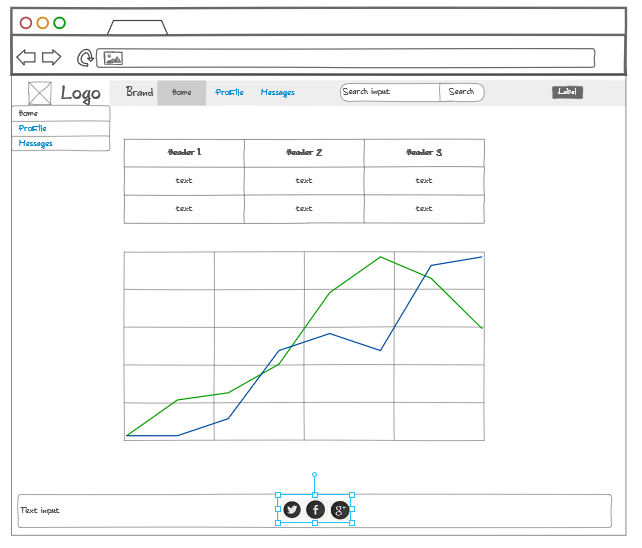 Logo
Brand Home Profile Messages Search input Search Label
Home
Profile
Messages
Header 1 Header 2 Header 3
text text text
text text text
Text input
g+